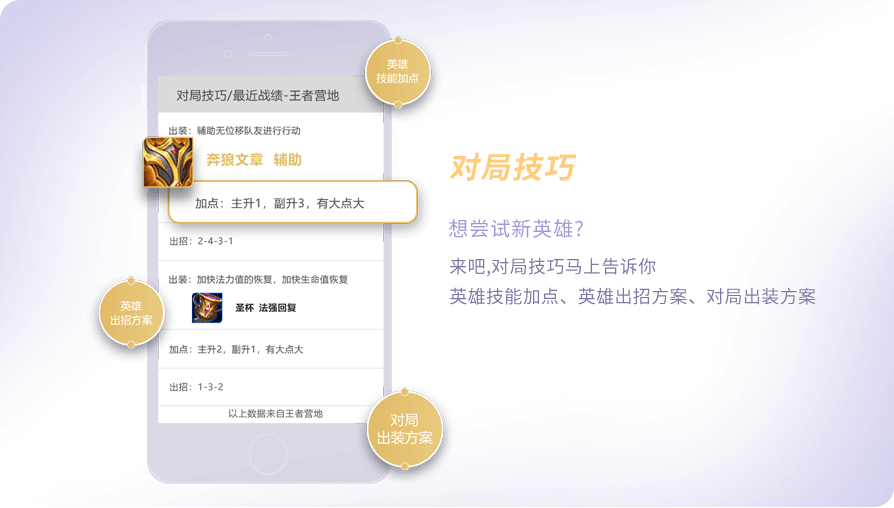 英雄
技能加点
对局技巧/最近战绩-王者营地
出装：辅助无位移队友进行行动
奔狼文章 辅助
加点：主升1，副升3，有大点大
出招：2-4-3-1
出装：加快法力值的恢复，加快生命值恢复
圣杯 法强回复
英雄
出招方案
加点：主升2，副升1，有大点大
出招：1-3-2
以上数据来自王者营地
对局
出装方案
对局技巧
想尝试新英雄?
来吧,对局技巧马上告诉你
英雄技能加点、英雄出招方案、对局出装方案